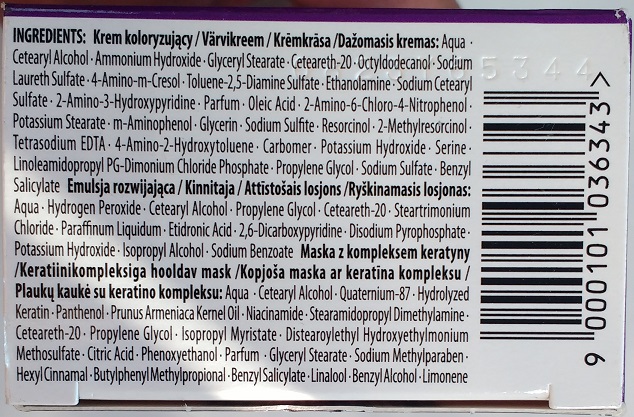 INGREDIENTS: Krem koloryzujący / Värvikreem / Krēmkrāsa /Dažomasis kremas: Aqua ·
Cetearyl Alcohol · Ammonium Hydroxide · Glyceryl Stearate · Ceteareth-20 · Octyldodecanol · Sodium
Laureth Sulfate · 4-Amino-m-Cresol · Toluene-2,5-Diamine Sulfate · Ethanolamine · Sodium Cetearyl
Sulfate · 2-Amino-3-Hydroxypyridine · Parfum · Oleic Acid · 2-Amino-6-Chloro-4-Nitrophenol ·
Potassium Stearate · m-Aminophenol · Glycerin · Sodium Sulfite · Resorcinol · 2-Methylresorcinol ·
Tetrasodium EDTA · 4-Amino-2-Hydroxytoluene · Carbomer · Potassium Hydroxide · Serine ·
Linoleamidopropyl PG-Dimonium Chloride Phosphate · Propylene Glycol · Sodium Sulfate · Benzyl
Salicylate Emulsja rozwijająca / Kinnitaja / Attīstošais losjons /Ryškinamasis losjonas:
Aqua · Hydrogen Peroxide · Cetearyl Alcohol · Propylene Glycol · Ceteareth-20 · Steartrimonium
Chloride · Paraffinum Liquidum · Etidronic Acid · 2,6-Dicarboxypyridine · Disodium Pyrophosphate ·
Potassium Hydroxide · Isopropyl Alcohol · Sodium Benzoate Maska z kompleksem keratyny
/Keratiinikompleksiga hooldav mask /Kopjoša maska ar keratīna kompleksu /
Plaukų kaukė su keratino kompleksu: Aqua · Cetearyl Alcohol · Quaternium-87 · Hydrolyzed
Keratin · Panthenol · Prunus Armeniaca Kernel Oil · Niacinamide · Stearamidopropyl Dimethylamine ·
Ceteareth-20 · Propylene Glycol · Isopropyl Myristate · Distearoylethyl Hydroxyethylmonium
Methosulfate · Citric Acid · Phenoxyethanol · Parfum · Glyceryl Stearate · Sodium Methylparaben ·
Hexyl Cinnamal · Butylphenyl Methylpropional · Benzyl Salicylate · Linalool · Benzyl Alcohol · Limonene
9 000101 036343 >